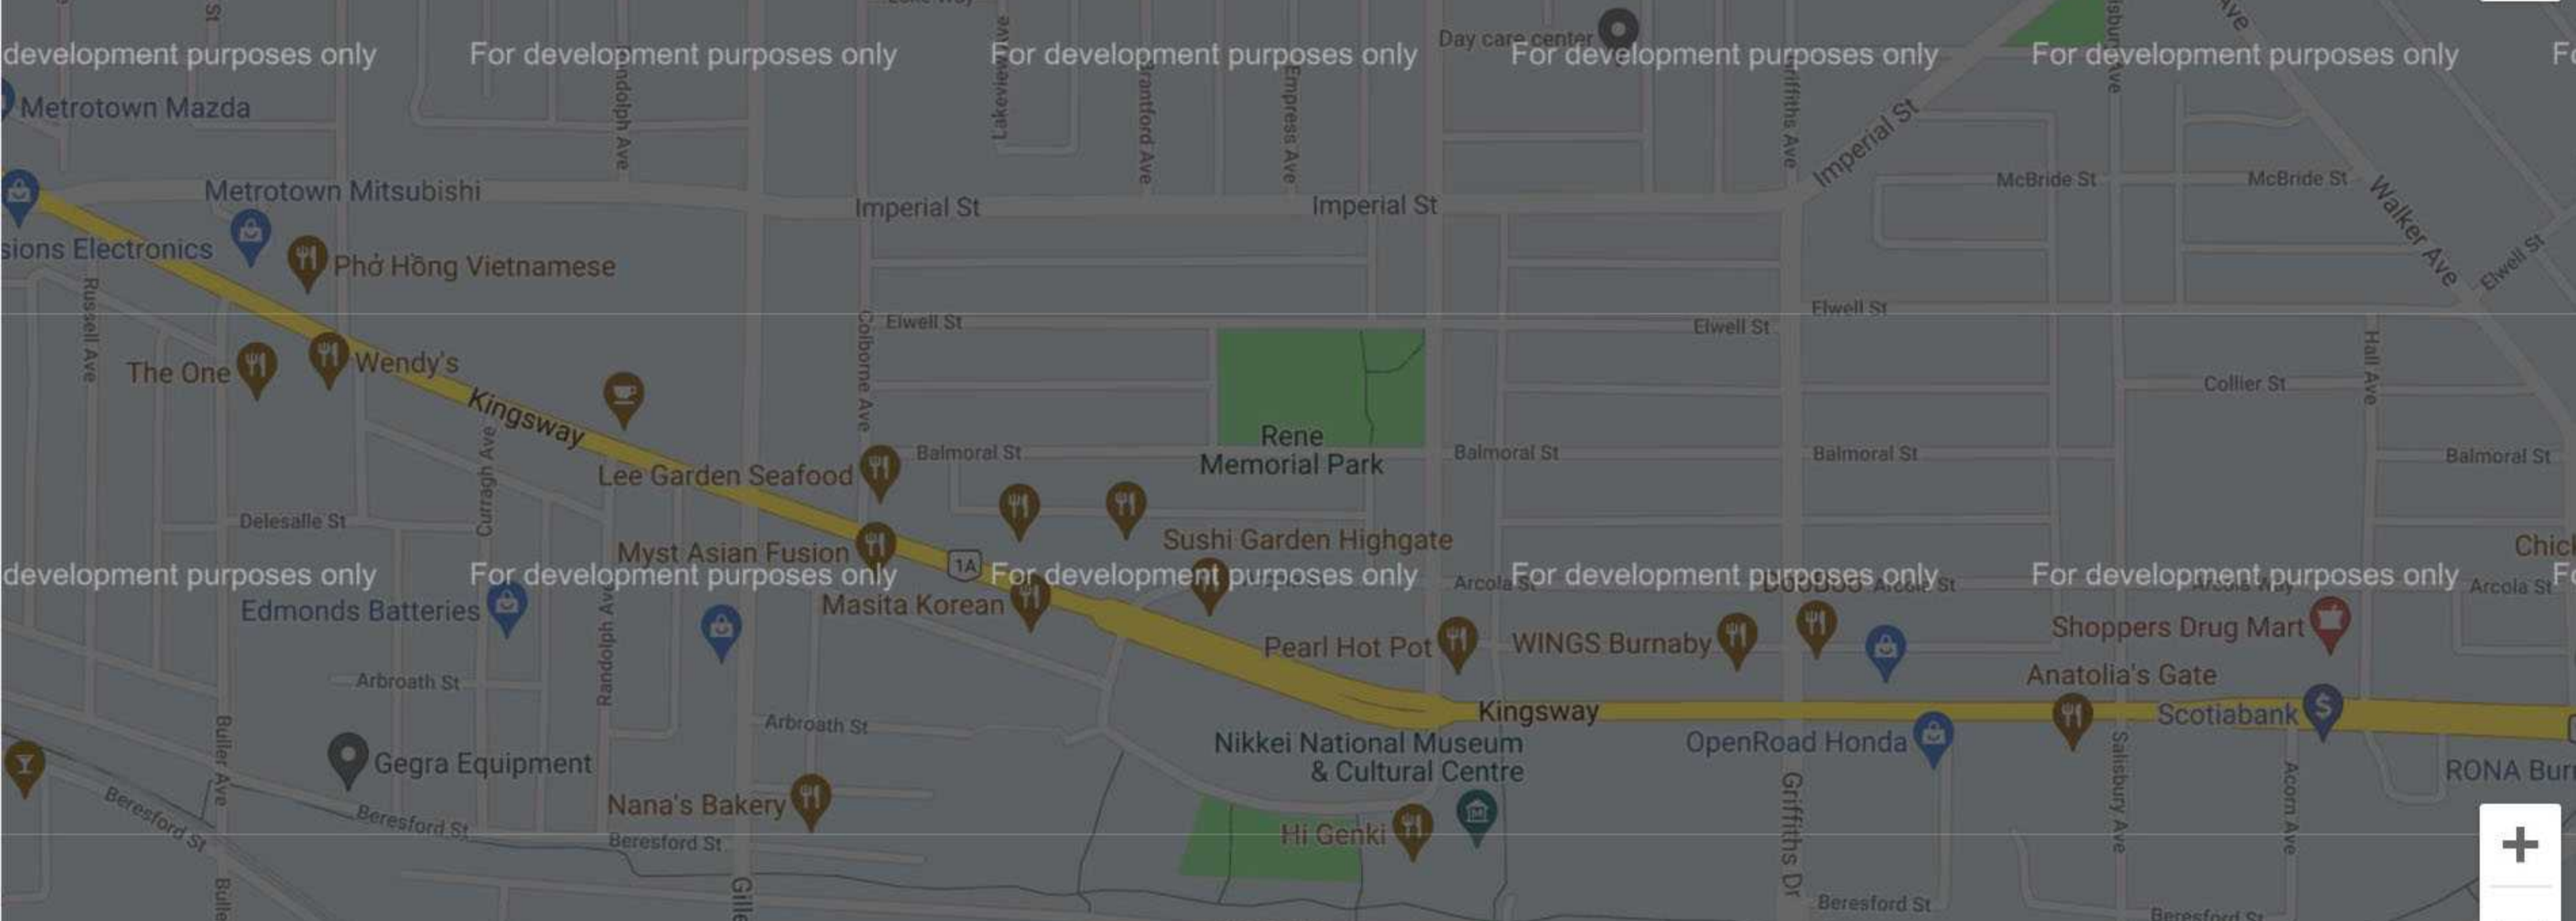 St
Day care center
development purposes only
For development purposes only
For development purposes only
For development purposes only
For development purposes only
Ave
Metrotown Mazda
Lakeview Ave
Brantford Ave
Empress Ave
Imperial St
Metrotown Mitsubishi
McBride St
McBride St
Imperial St
Imperial St
Walker Ave
Electronics
Phở Hồng Vietnamese
Elwell St
Russell Ave
Elwell St
Elwell St
Elwell St
Colborne Ave
Hall Ave
The One
Wendy's
Collier St
Kingsway
Rene
Memorial Park
Balmoral St
Balmoral St
Balmoral St
Balmoral St
Curragh Ave
Lee Garden Seafood
Delesalle St
Sushi Garden Highgate
Myst Asian Fusion
1A
development purposes only
For development purposes only
For development purposes only
For development purposes only
For development purposes only
Arcola St
Arcola St
Arcola Way
Arcola St
Edmonds Batteries
Masita Korean
Randolph Ave
Pearl Hot Pot
WINGS Burnaby
Shoppers Drug Mart
Arbroath St
Anatolia's Gate
Kingsway
Scotiabank
Arbroath St
Nikkei National Museum
& Cultural Centre
OpenRoad Honda
Buller Ave
Gegra Equipment
RONA
Nana's Bakery
Salisbury Ave
Acorn Ave
Griffiths Dr
Beresford St
Beresford St
Beresford St
Hi Genki
+
Beresford St
Beresford St